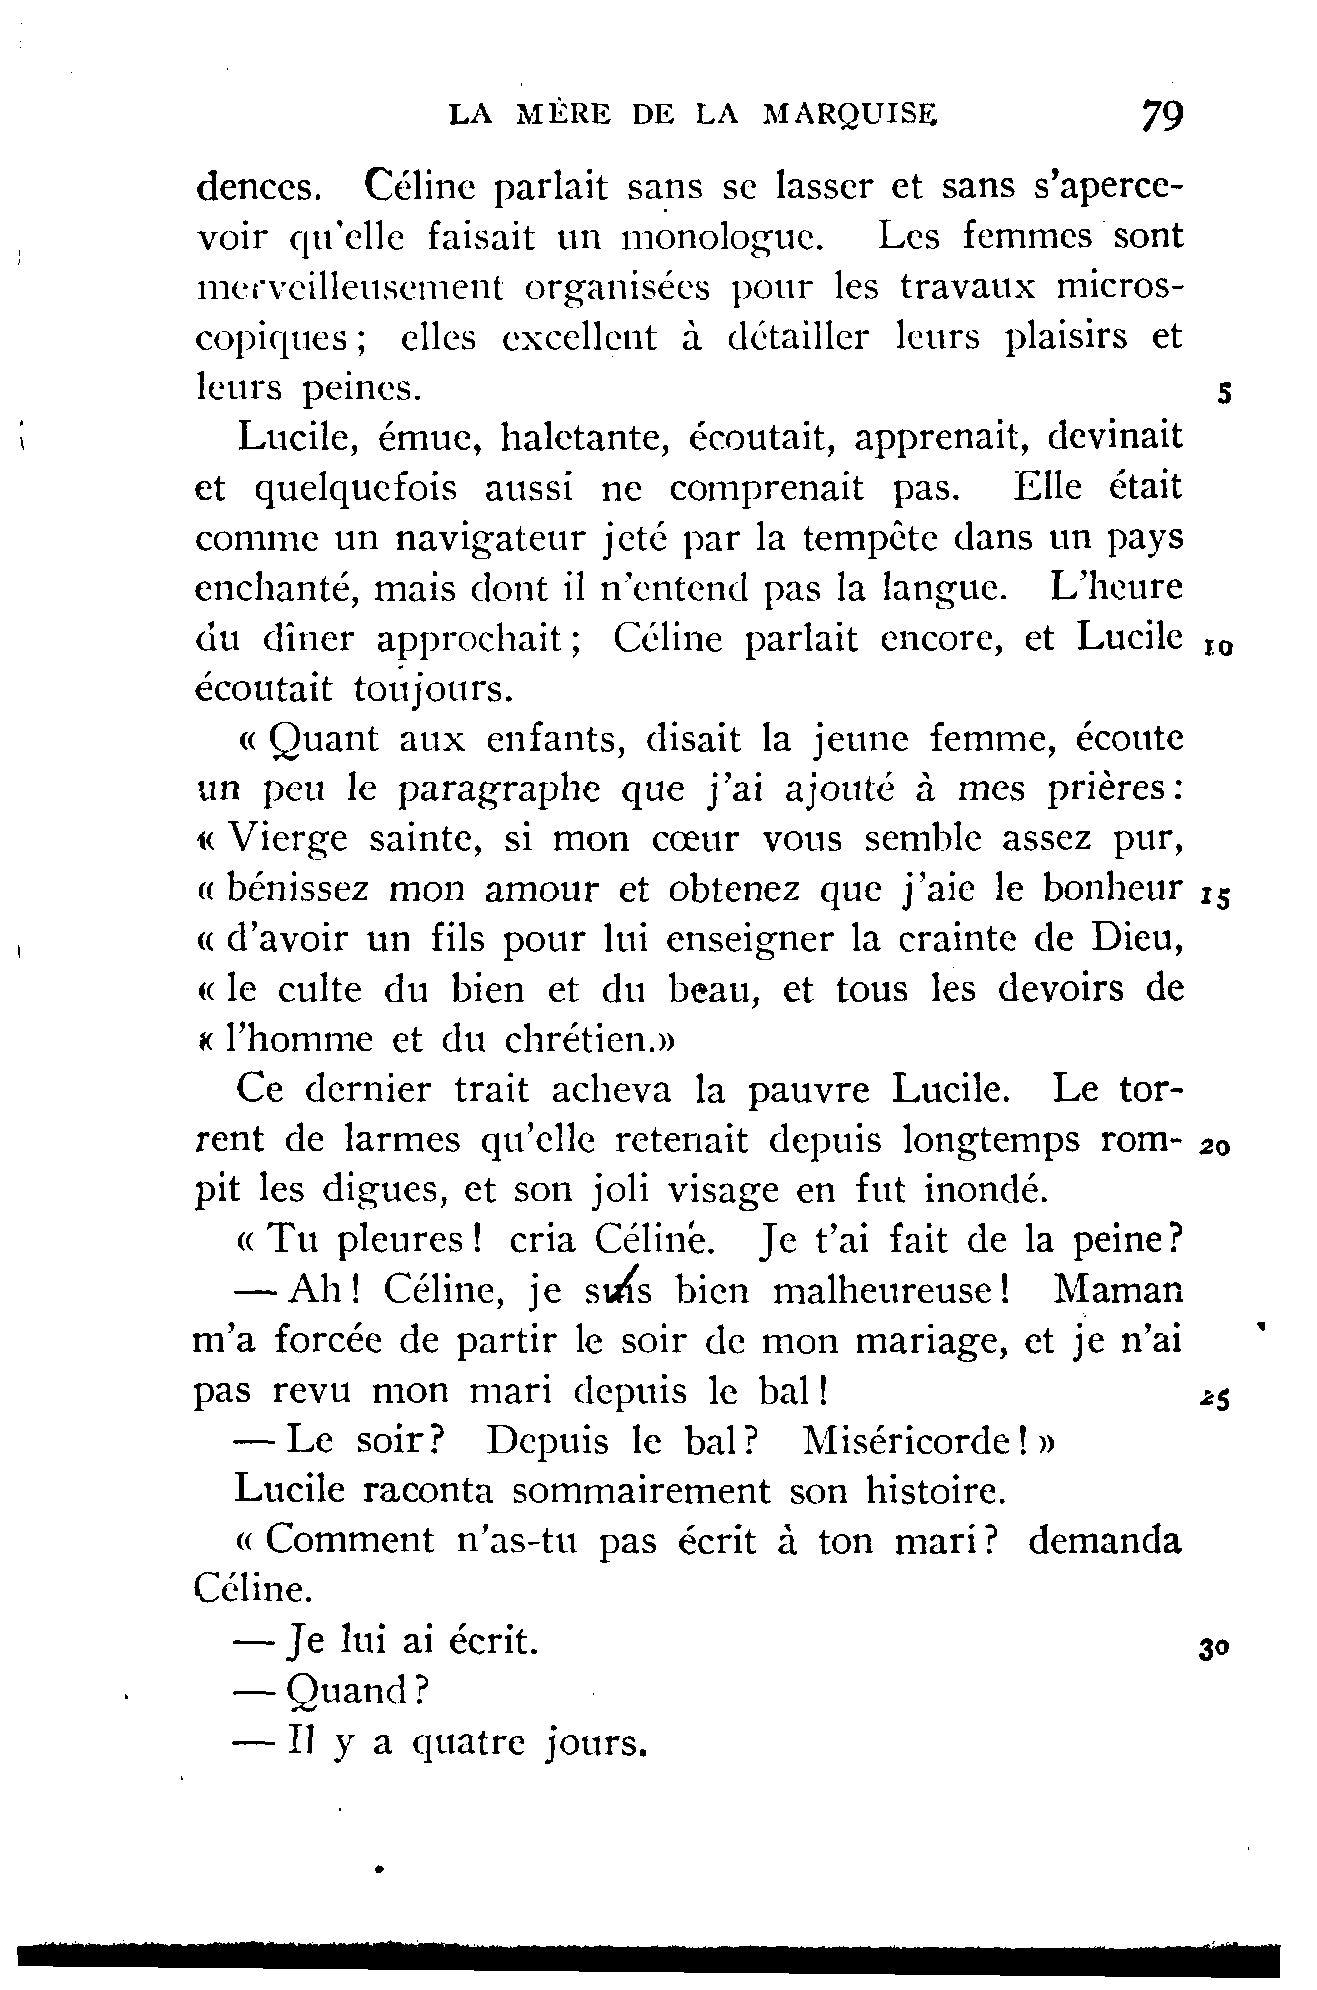 LA MÈRE DE LA MARQUISE 79
dences. Céline parlait sans se lasser et sans s'aperce-
voir qu'elle faisait un monologue. Les femmes sont
merveilleusement organisées pour les travaux micros-
copiques; elles excellent à détailler leurs plaisirs et
leurs peines. 5
Lucile, émue, haletante, écoutait, apprenait, devinait
et quelquefois aussi ne comprenait pas. Elle était
comme un navigateur jeté par la tempête dans un pays
enchanté, mais dont il n'entend pas la langue. L'heure
du dîner approchait; Céline parlait encore, et Lucile 10
écoutait toujours.
« Quant aux enfants, disait la jeune femme, écoute
un peu le paragraphe que j'ai ajouté à mes prières:
« Vierge sainte, si mon cœur vous semble assez pur,
« bénissez mon amour et obtenez que j'aie le bonheur 15
« d'avoir un fils pour lui enseigner la crainte de Dieu,
« le culte du bien et du beau, et tous les devoirs de
« l'homme et du chrétien.»
Ce dernier trait acheva la pauvre Lucile. Le tor-
rent de larmes qu'elle retenait depuis longtemps rom- 20
pit les digues, et son joli visage en fut inondé.
« Tu pleures! cria Céline. Je t'ai fait de la peine?
— Ah! Céline, je suis bien malheureuse! Maman
m'a forcée de partir le soir de mon mariage, et je n'ai
pas revu mon mari depuis le bal! 25
— Le soir? Depuis le bal? Miséricorde! »
Lucile raconta sommairement son histoire.
« Comment n'as-tu pas écrit à ton mari? demanda
Céline.
— Je lui ai écrit. 30
— Quand?
— Il y a quatre jours.